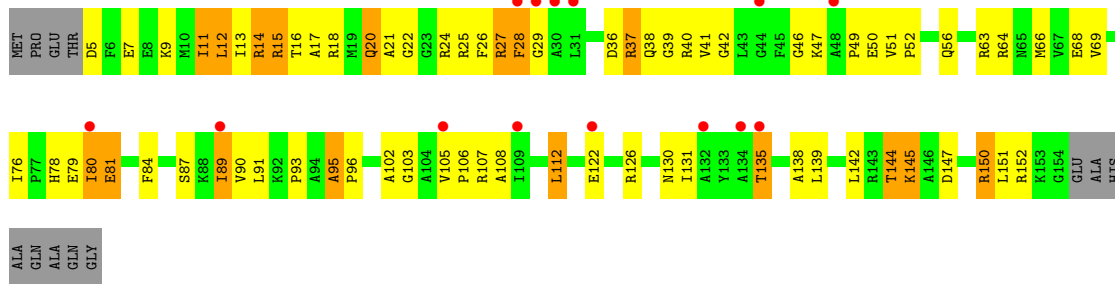 MET PRO GLU THR D5 F6 E7 E8 K9 M10 I11 L12 I13 R14 R15 T16 A17 R18 M19 Q20 A21 G22 G23 R24 R25 F26 R27 F28 G29 A30 L31 D36 R37 Q38 G39 R40 V41 G42 L43 G44 F45 G46 K47 A48 P49 E50 V51 P52 Q56 R63 R64 N65 M66 V67 E68 V69
I76 P77 H78 E79 I80 E81 F84 S87 K88 I89 V90 L91 K92 P93 A94 A95 P96 A102 G103 A104 V105 P106 R107 A108 I109 L112 E122 R126 N130 I131 A132 Y133 A134 T135 A138 L139 L142 R143 T144 K145 A146 D147 R150 L151 R152 K153 G154 GLU ALA HIS
ALA GLN ALA GLN GLY